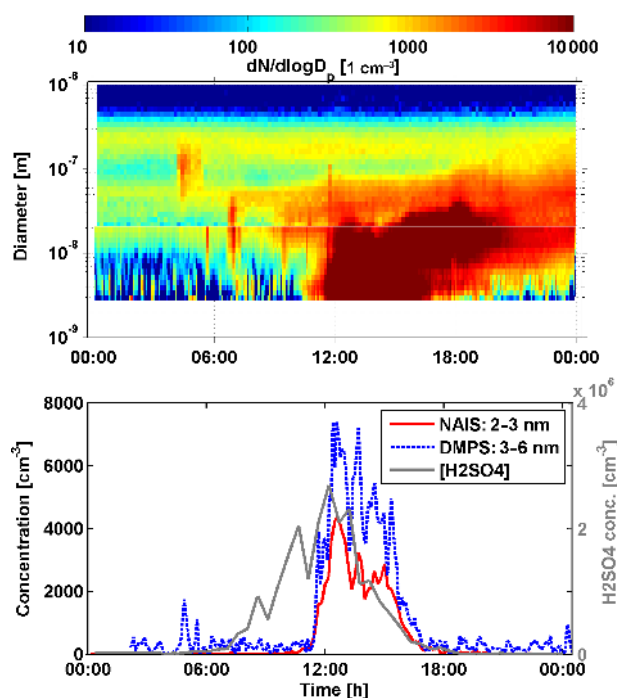 10 100 1000 10000
dN/dlogDp [1 cm⁻³]
10⁻⁶
10⁻⁷
10⁻⁸
10⁻⁹
Diameter [m]
00:00 06:00 12:00 18:00 00:00
x 10⁶
8000 4
6000
4000 2
2000
0 0
Concentration [cm⁻³]
H2SO4 conc. [cm⁻³]
NAIS: 2–3 nm
DMPS: 3–6 nm
[H2SO4]
00:00 06:00 12:00 18:00 00:00
Time [h]